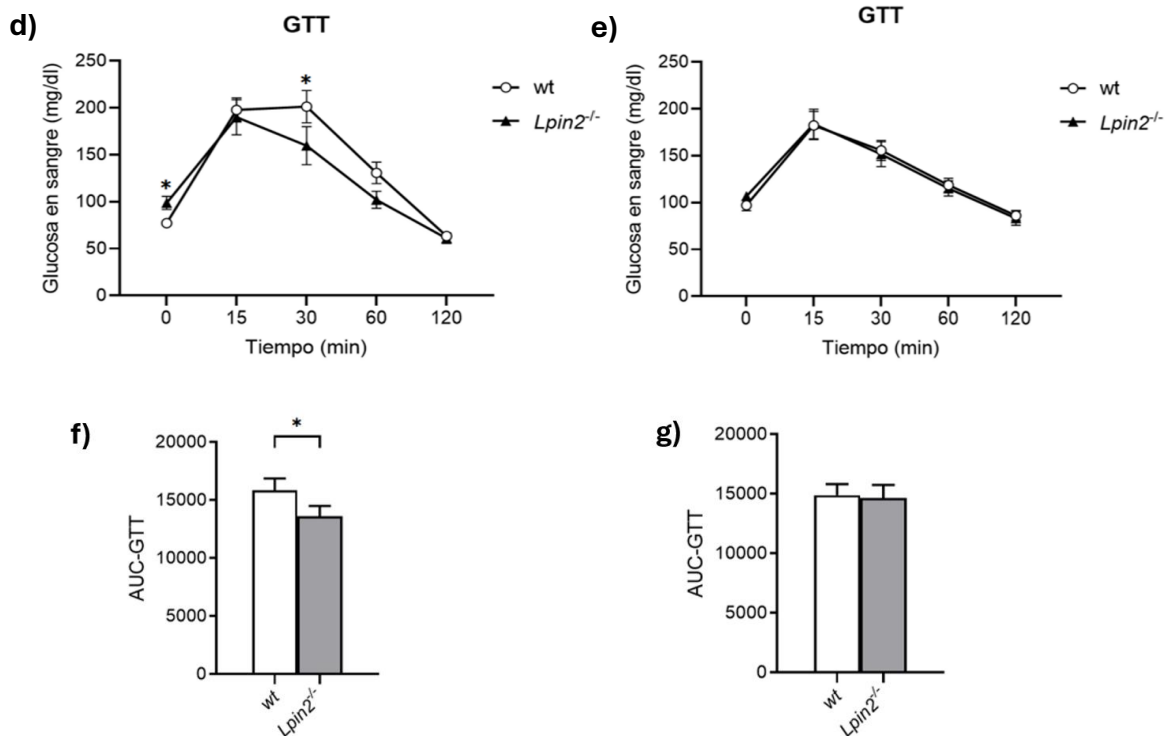 d)
GTT
Glucosa en sangre (mg/dl)
250
200
150
100
50
0
*
*
0 15 30 60 120
Tiempo (min)
wt
Lpin2-/-
e)
GTT
Glucosa en sangre (mg/dl)
250
200
150
100
50
0
0 15 30 60 120
Tiempo (min)
wt
Lpin2-/-
f)
AUC-GTT
20000
15000
10000
5000
0
*
wt
Lpin2-/-
g)
AUC-GTT
20000
15000
10000
5000
0
wt
Lpin2-/-